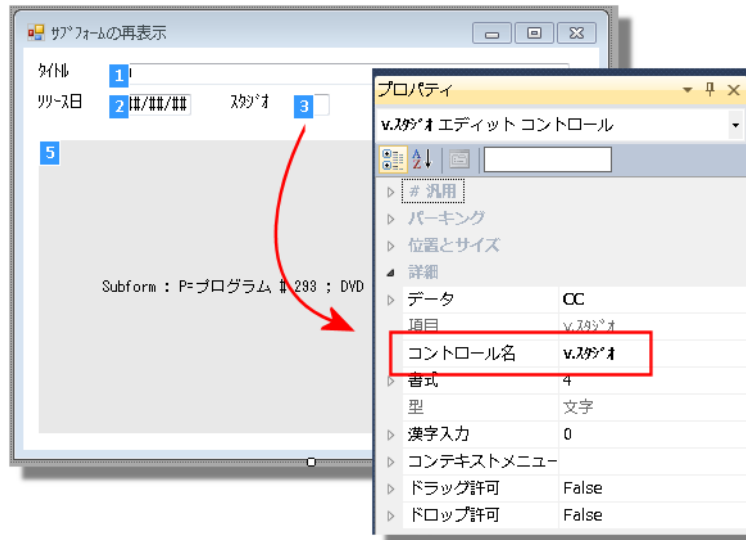 ｻﾌﾞﾌｫｰﾑの再表示
ﾀｲﾄﾙ
1
ﾘﾘｰｽ日
2
##/##/##
ｽﾀｼﾞｵ
3
5
Subform : P=プログラム # 293 ; DVD
プロパティ
v.ｽﾀｼﾞｵ エディット コントロール
# 汎用
パーキング
位置とサイズ
詳細
データ CC
項目 v.ｽﾀｼﾞｵ
コントロール名 v.ｽﾀｼﾞｵ
書式 4
型 文字
漢字入力 0
コンテキストメニュー
ドラッグ許可 False
ドロップ許可 False